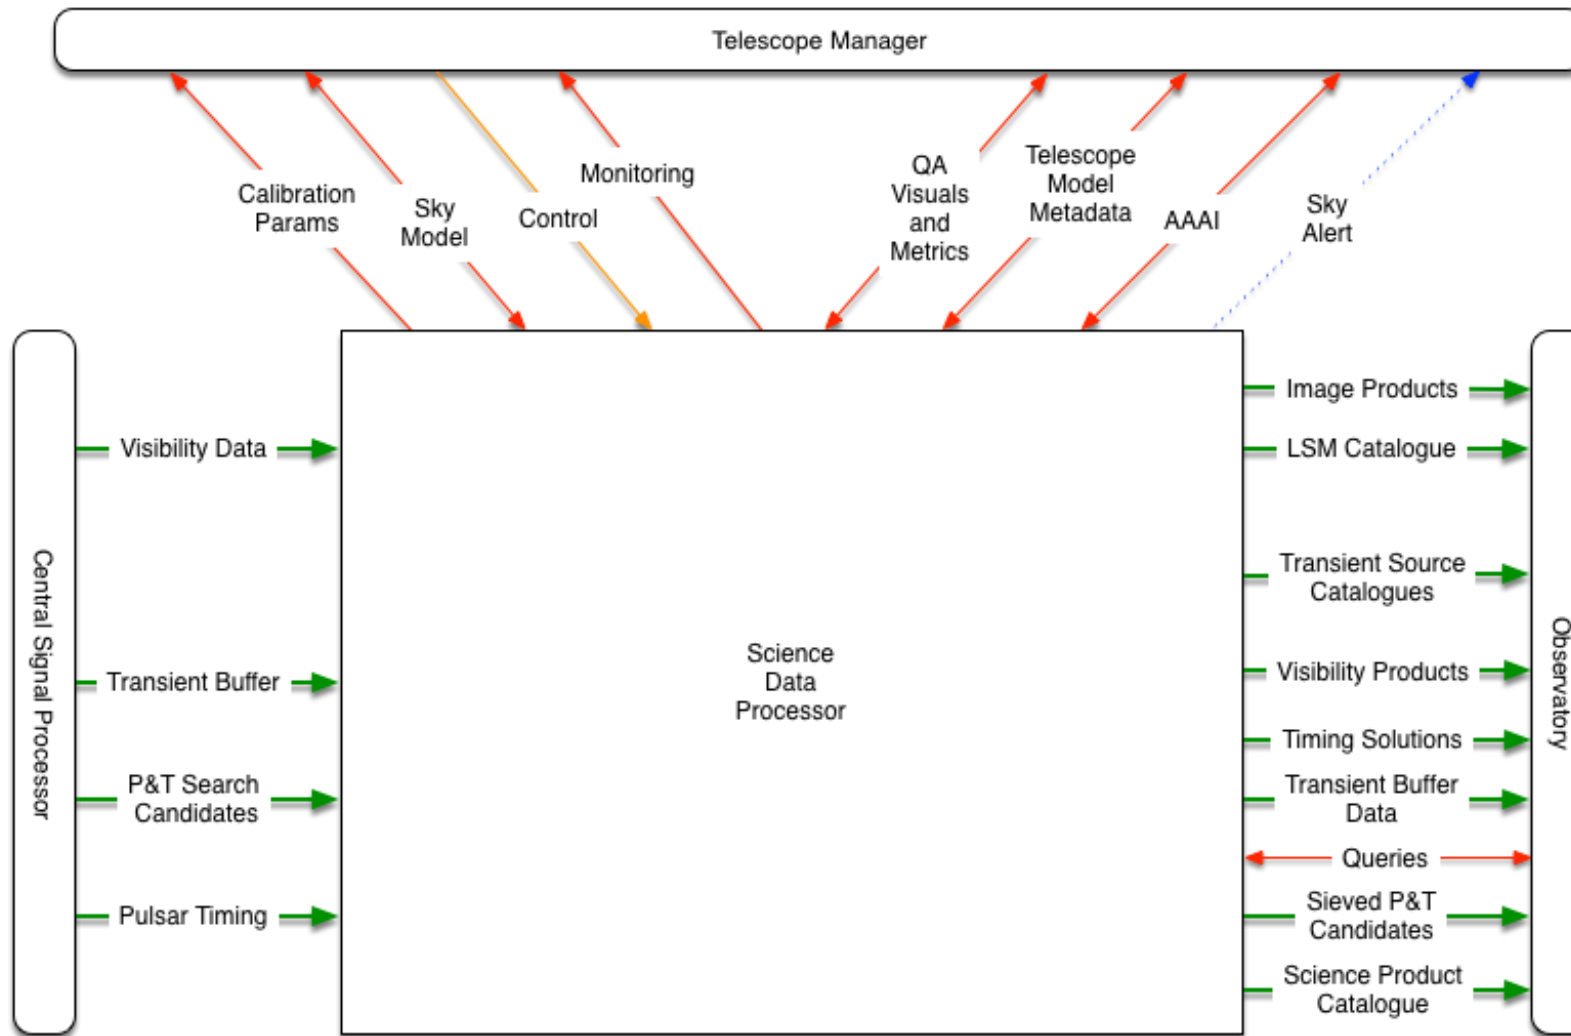 Telescope Manager
Calibration
Params
Sky
Model
Control
Monitoring
QA
Visuals
and
Metrics
Telescope
Model
Metadata
AAAI
Sky
Alert
Central Signal Processor
Visibility Data
Transient Buffer
P&T Search
Candidates
Pulsar Timing
Science
Data
Processor
Image Products
LSM Catalogue
Transient Source
Catalogues
Visibility Products
Timing Solutions
Transient Buffer
Data
Queries
Sieved P&T
Candidates
Science Product
Catalogue
Observatory